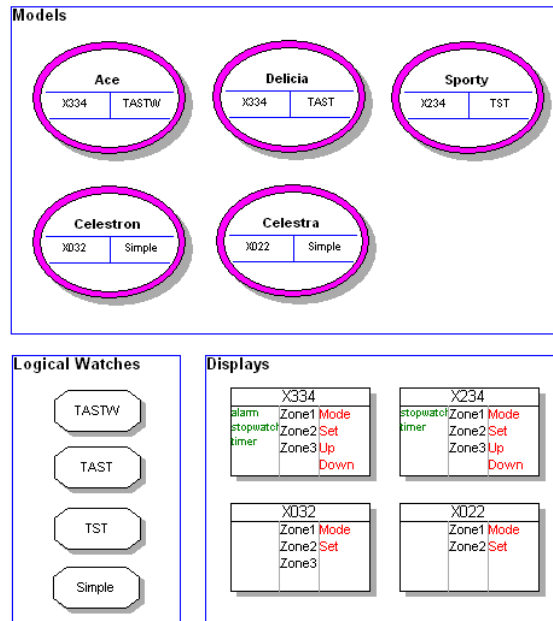 Models
Ace
X334 TASTW
Delicia
X334 TAST
Sporty
X234 TST
Celestron
X032 Simple
Celestra
X022 Simple
Logical Watches
TASTW
TAST
TST
Simple
Displays
X334
alarm Zone1 Mode
stopwatch Zone2 Set
timer Zone3 Up
Down
X234
stopwatch Zone1 Mode
timer Zone2 Set
Zone3 Up
Down
X032
Zone1 Mode
Zone2 Set
Zone3
X022
Zone1 Mode
Zone2 Set